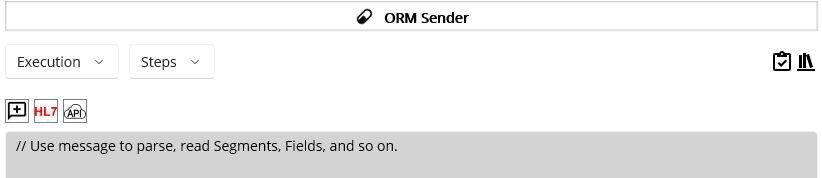 ORM Sender
Execution
Steps
HL7
API
// Use message to parse, read Segments, Fields, and so on.